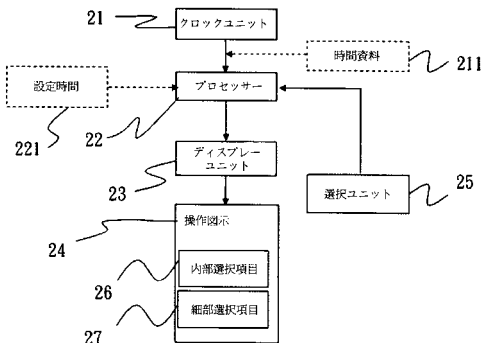 21
クロックユニット
時間資料
211
設定時間
プロセッサー
221
22
ディスプレー
ユニット
23
選択ユニット
25
操作図示
24
内部選択項目
26
細部選択項目
27